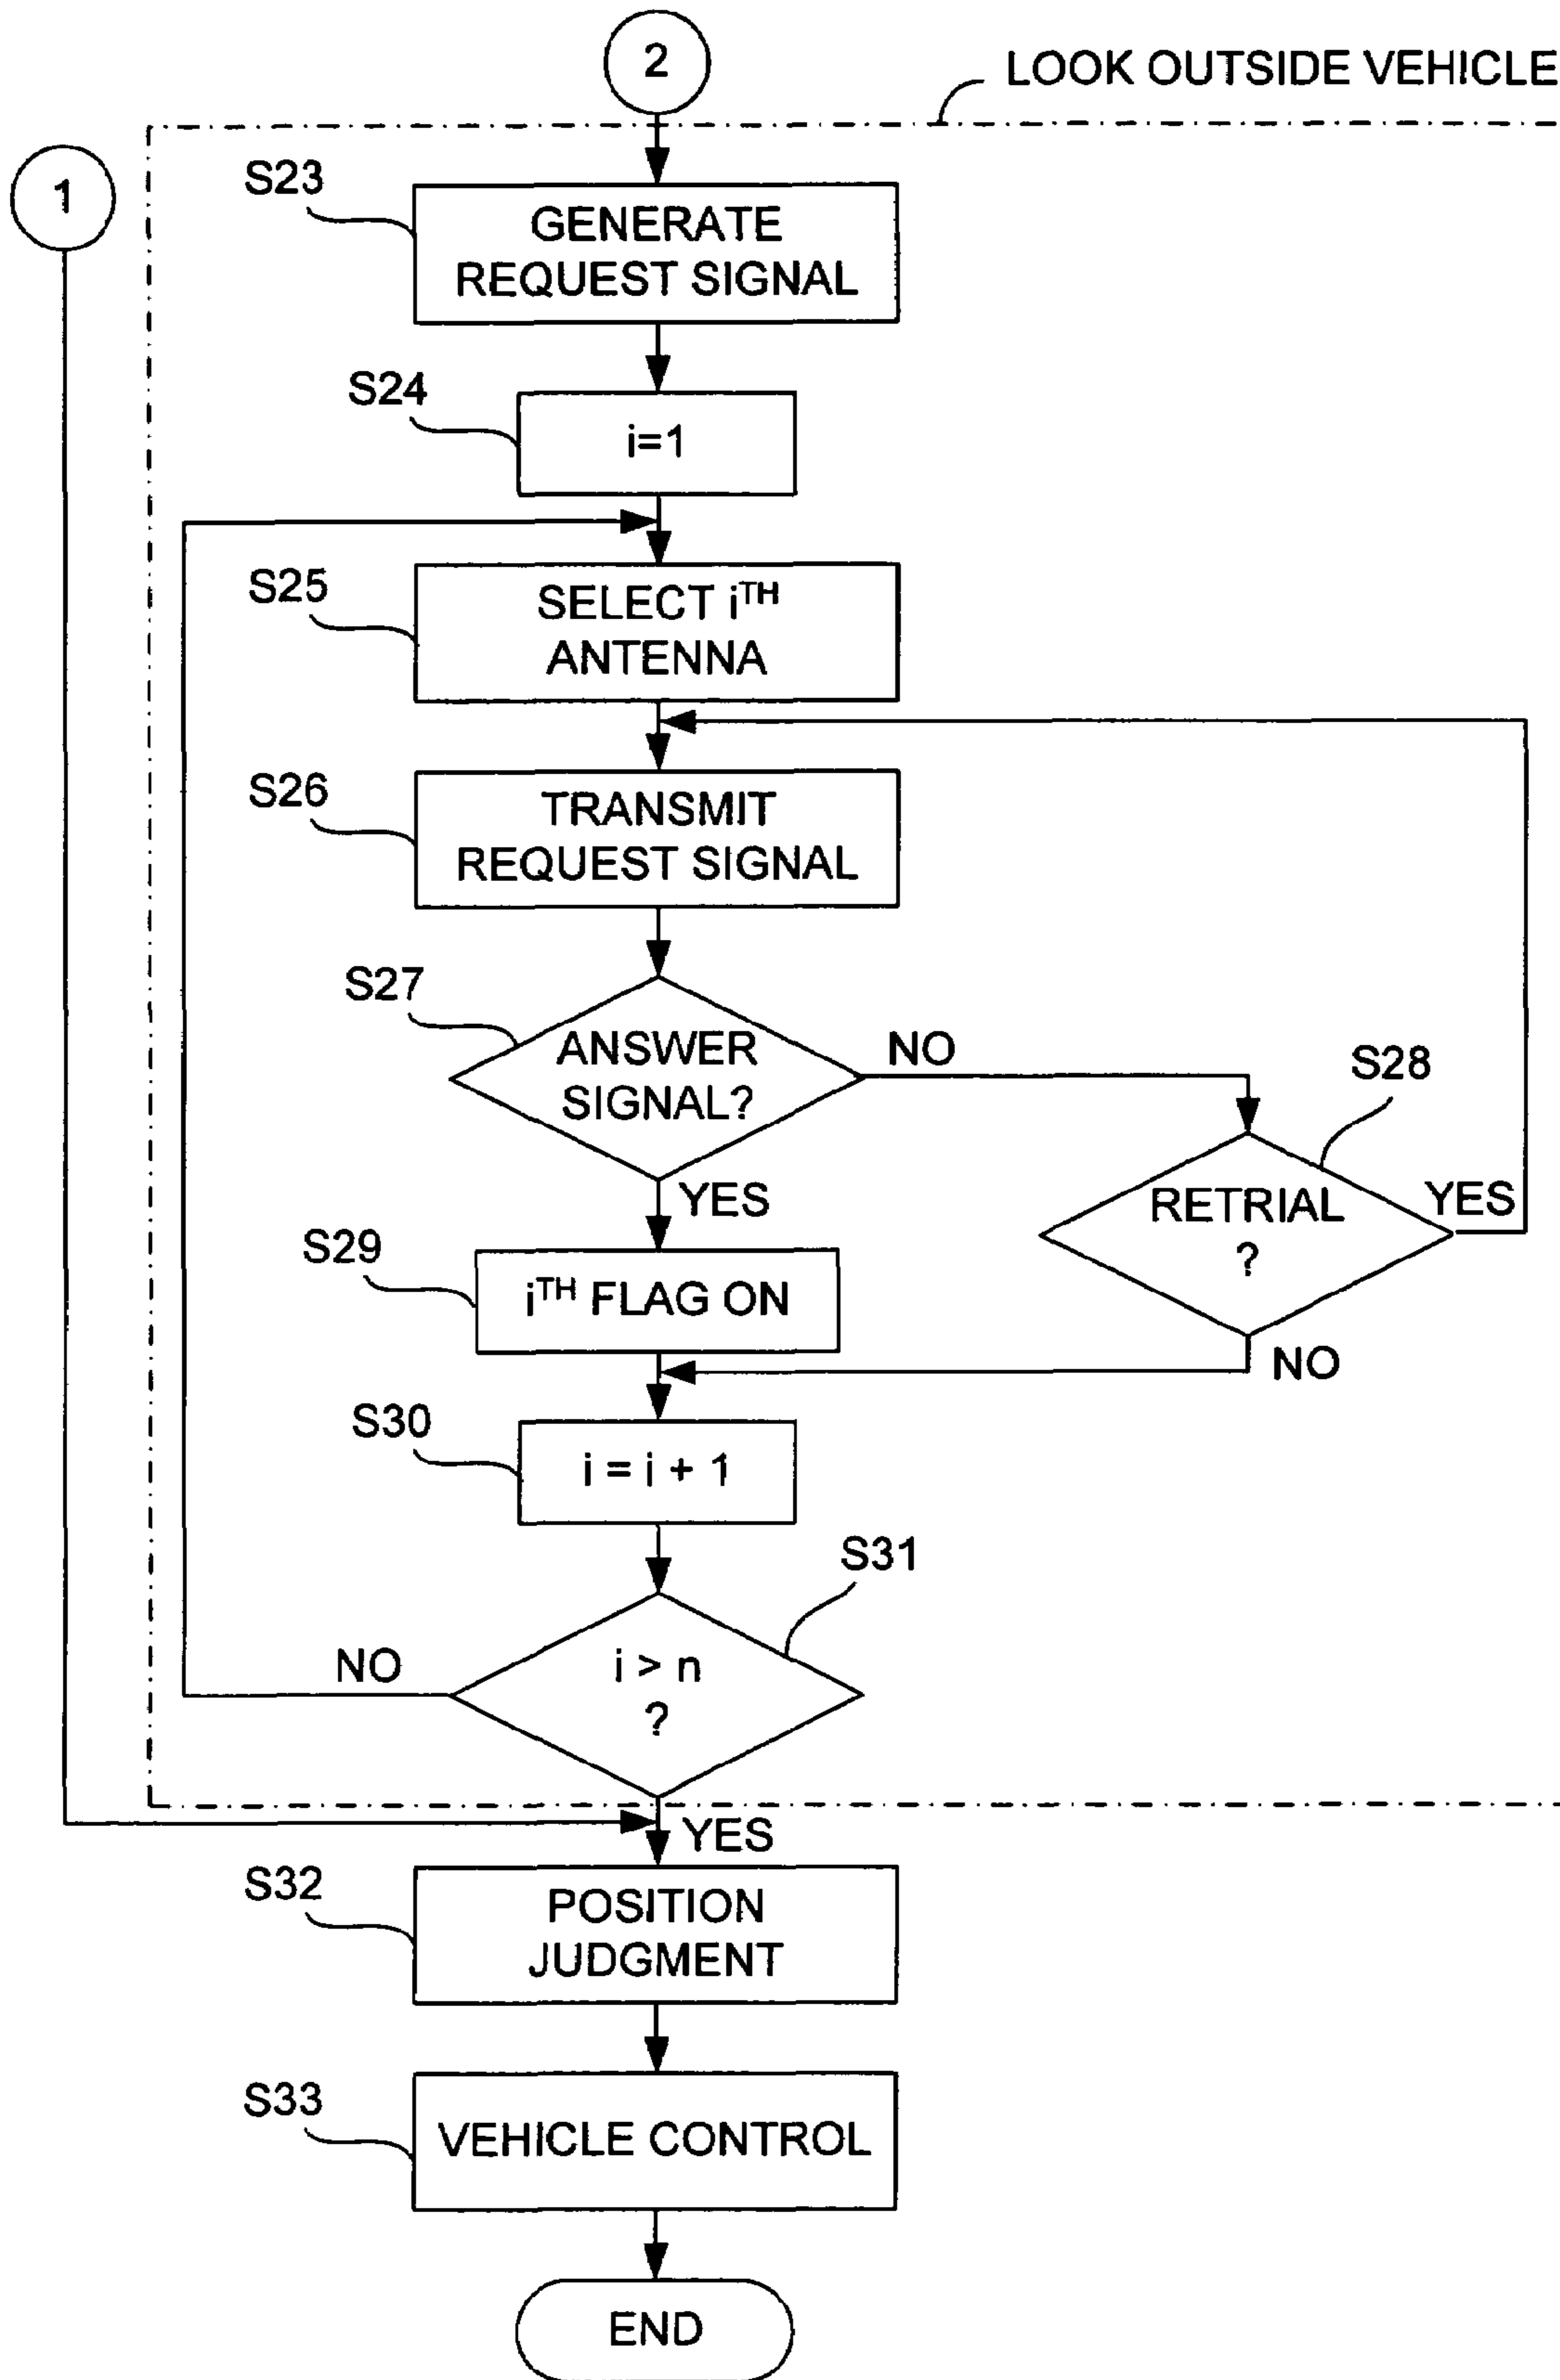 2
LOOK OUTSIDE VEHICLE
1
S23
GENERATE
REQUEST SIGNAL
S24
i=1
S25
SELECT iTH
ANTENNA
S26
TRANSMIT
REQUEST SIGNAL
S27
ANSWER
SIGNAL?
NO
S28
RETRIAL
?
YES
YES
S29
iTH FLAG ON
NO
S30
i = i + 1
S31
i > n
?
NO
YES
S32
POSITION
JUDGMENT
S33
VEHICLE CONTROL
END